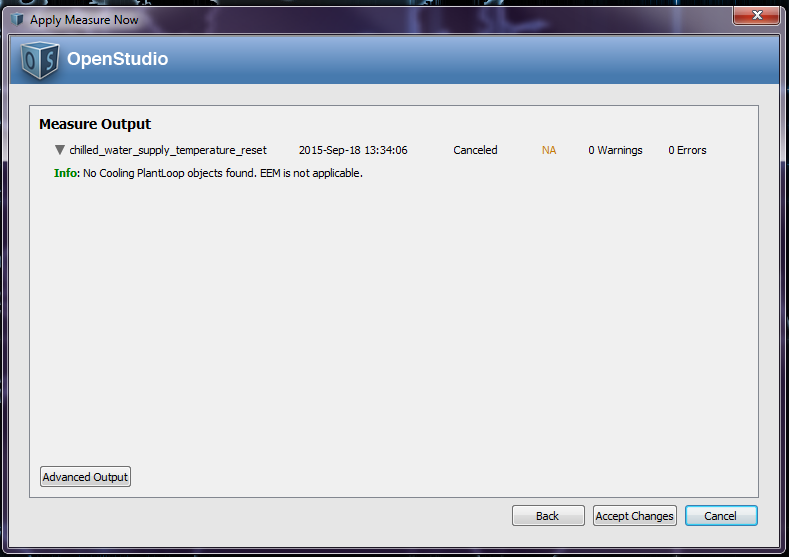 Apply Measure Now
OS OpenStudio
Measure Output
chilled_water_supply_temperature_reset 2015-Sep-18 13:34:06 Canceled NA 0 Warnings 0 Errors
Info: No Cooling PlantLoop objects found. EEM is not applicable.
Advanced Output
Back Accept Changes Cancel